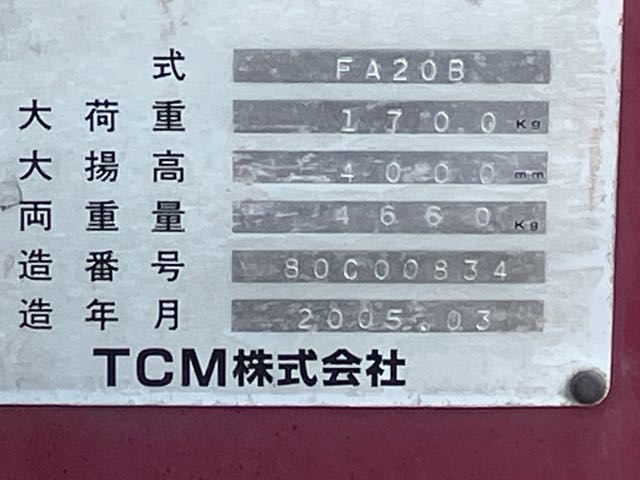 式 FA20B
大荷重 1700 Kg
大揚高 4000 mm
両重量 4660 Kg
造番号 80C00834
造年月 2005.03
TCM株式会社